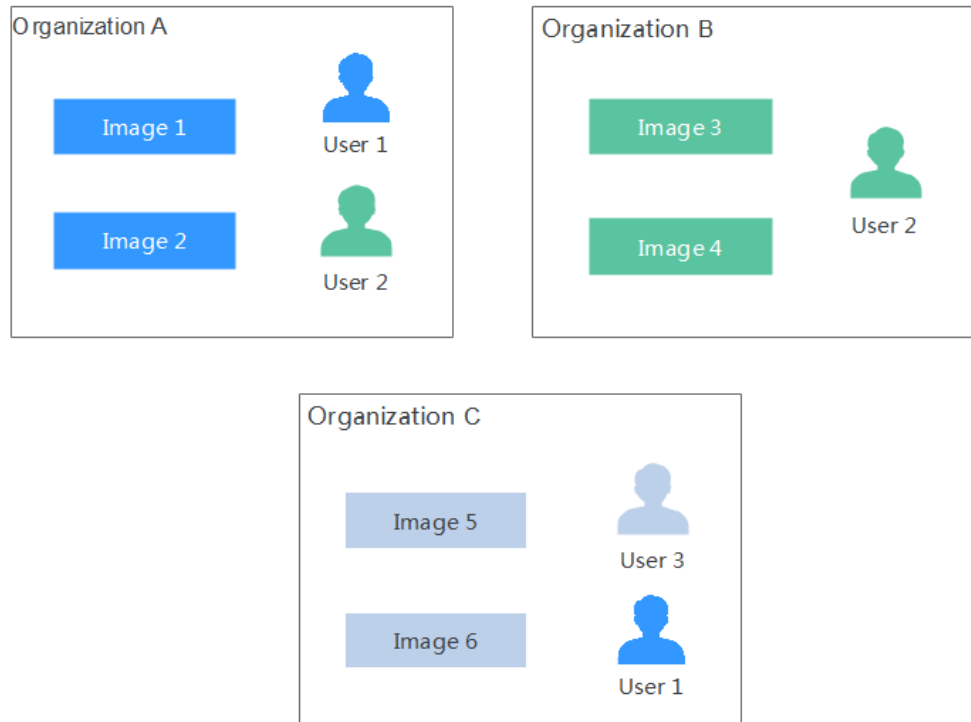 Organization A
Image 1
User 1
Image 2
User 2
Organization B
Image 3
User 2
Image 4
Organization C
Image 5
User 3
Image 6
User 1